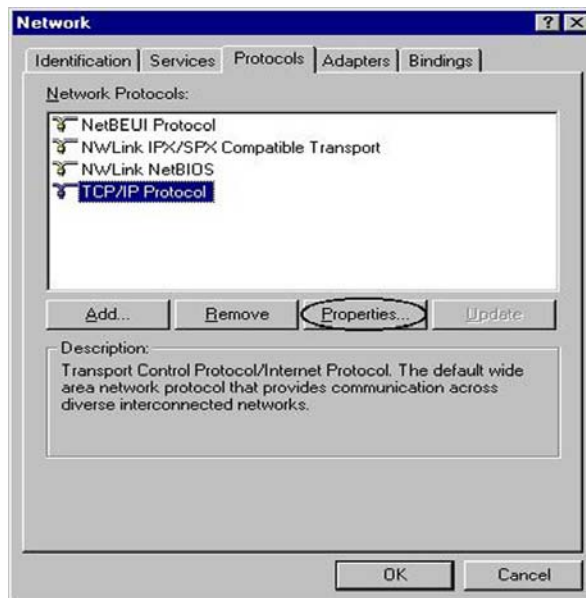 Network
Identification Services Protocols Adapters Bindings
Network Protocols:
NetBEUI Protocol
NWLink IPX/SPX Compatible Transport
NWLink NetBIOS
TCP/IP Protocol
Add... Remove Properties... Update
Description:
Transport Control Protocol/Internet Protocol. The default wide
area network protocol that provides communication across
diverse interconnected networks.
OK Cancel